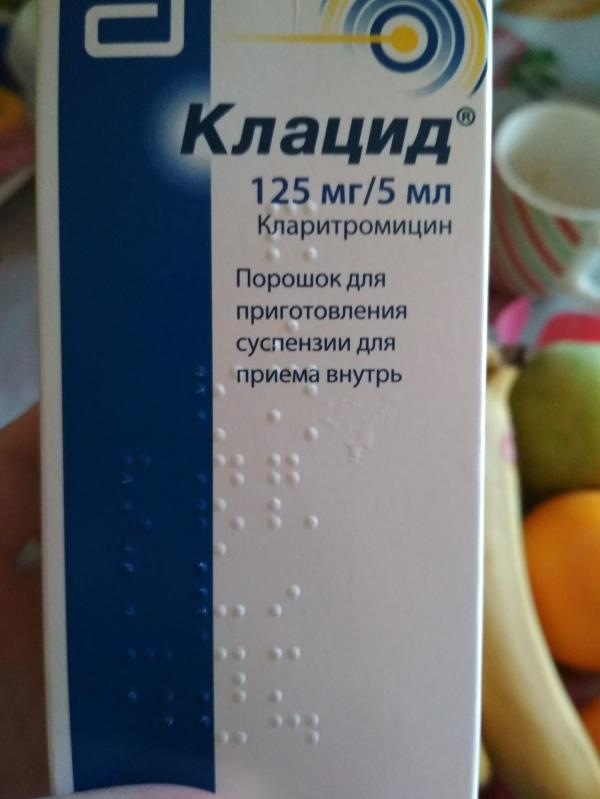 Клацид®
125 мг/5 мл
Кларитромицин
Порошок для
приготовления
суспензии для
приема внутрь